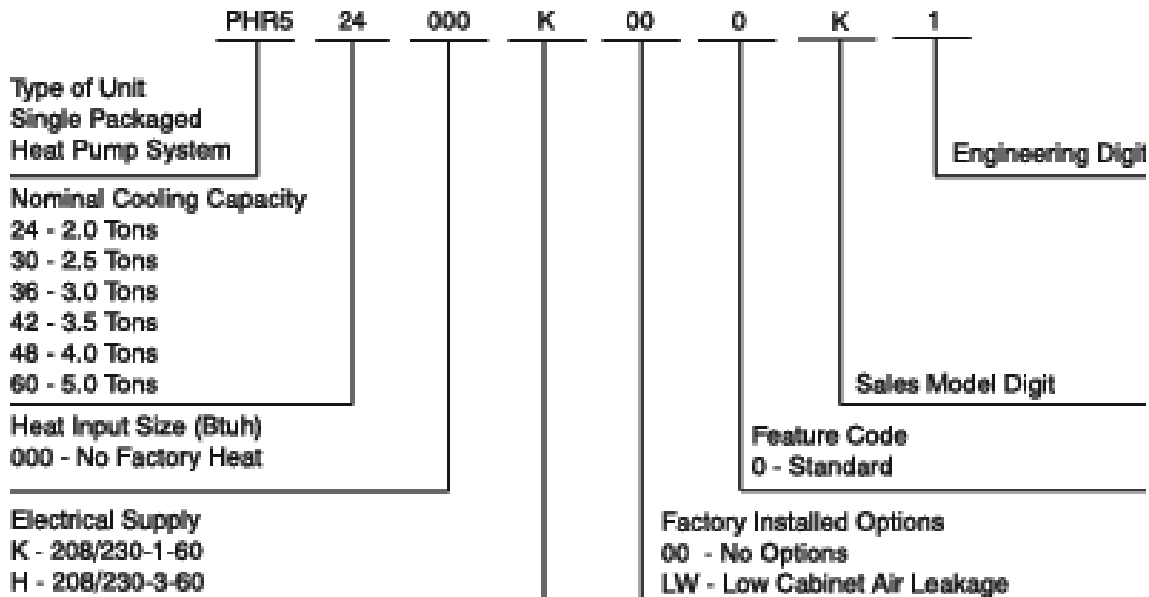 PHR5 24 000 K 00 0 K 1
Type of Unit
Single Packaged
Heat Pump System
Engineering Digit
Nominal Cooling Capacity
24 - 2.0 Tons
30 - 2.5 Tons
36 - 3.0 Tons
42 - 3.5 Tons
48 - 4.0 Tons
60 - 5.0 Tons
Sales Model Digit
Heat Input Size (Btuh)
000 - No Factory Heat
Feature Code
0 - Standard
Electrical Supply
K - 208/230-1-60
H - 208/230-3-60
Factory Installed Options
00 - No Options
LW - Low Cabinet Air Leakage